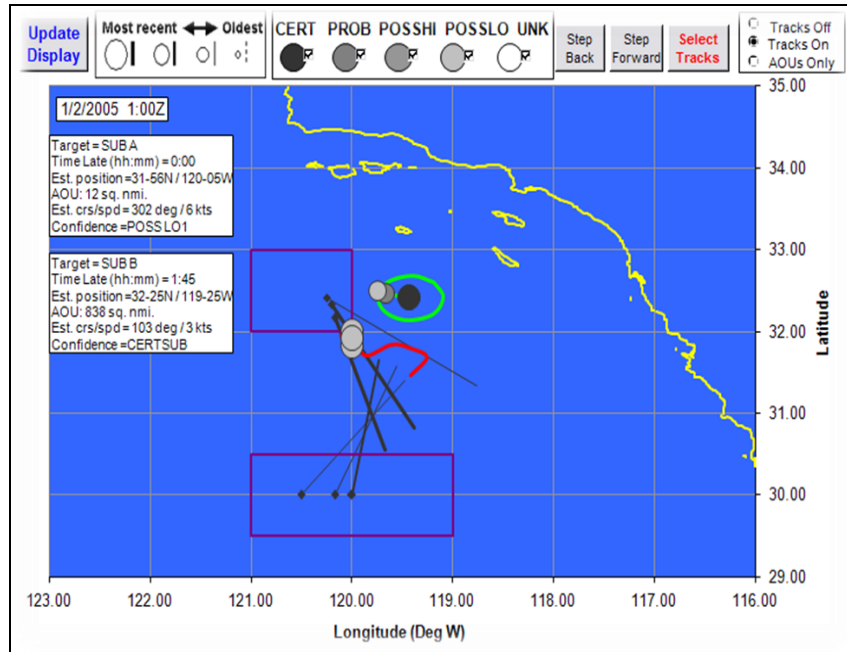 Update
Display
Most recent Oldest
CERT PROB POSSHI POSSLO UNK
Step
Back
Step
Forward
Select
Tracks
Tracks Off
Tracks On
AOUs Only
1/2/2005 1:00Z
Target = SUB A
Time Late (hh:mm) = 0:00
Est. position =31-56N / 120-05W
AOU: 12 sq. nmi.
Est. crs/spd = 302 deg / 6 kts
Confidence =POSSLO1
Target = SUB B
Time Late (hh:mm) = 1:45
Est. position =32-25N / 119-25W
AOU: 838 sq. nmi.
Est. crs/spd = 103 deg / 3 kts
Confidence =CERTSUB
35.00
34.00
33.00
32.00
31.00
30.00
29.00
Latitude
123.00 122.00 121.00 120.00 119.00 118.00 117.00 116.00
Longitude (Deg W)